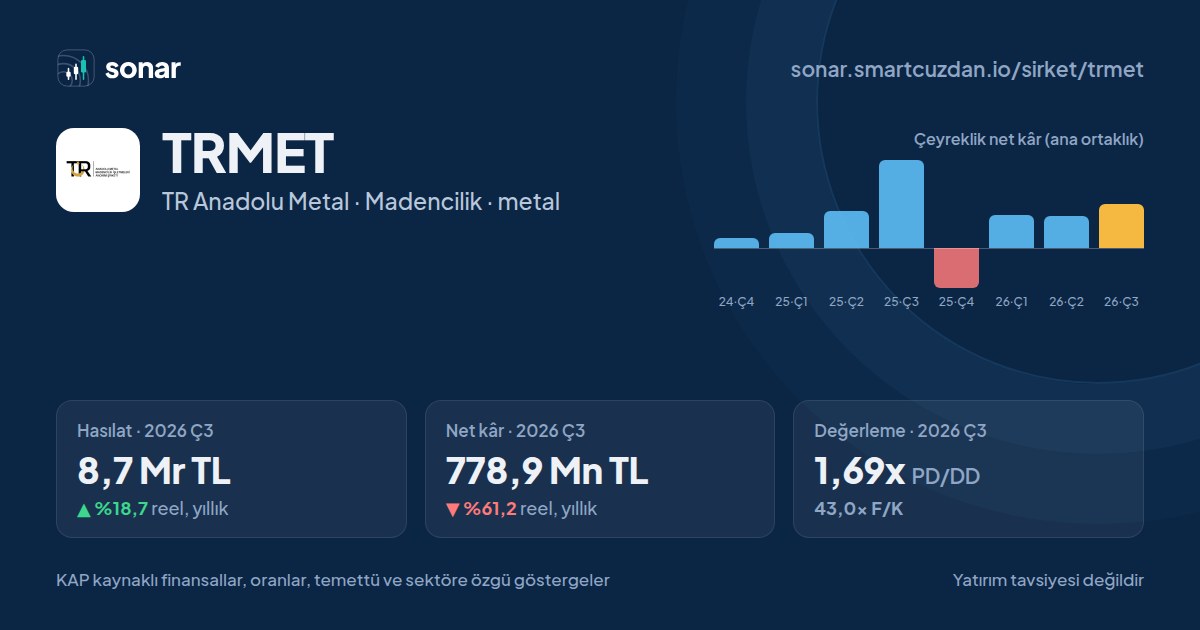 sonar
sonar.smartcuzdan.io/sirket/trmet
TR
TRMET
TR Anadolu Metal · Madencilik · metal
Çeyreklik net kâr (ana ortaklık)
24·Ç4 25·Ç1 25·Ç2 25·Ç3 25·Ç4 26·Ç1 26·Ç2 26·Ç3
Hasılat · 2026 Ç3
8,7 Mr TL
▲ %18,7 reel, yıllık
Net kâr · 2026 Ç3
778,9 Mn TL
▼ %61,2 reel, yıllık
Değerleme · 2026 Ç3
1,69x PD/DD
43,0× F/K
KAP kaynaklı finansallar, oranlar, temettü ve sektöre özgü göstergeler
Yatırım tavsiyesi değildir